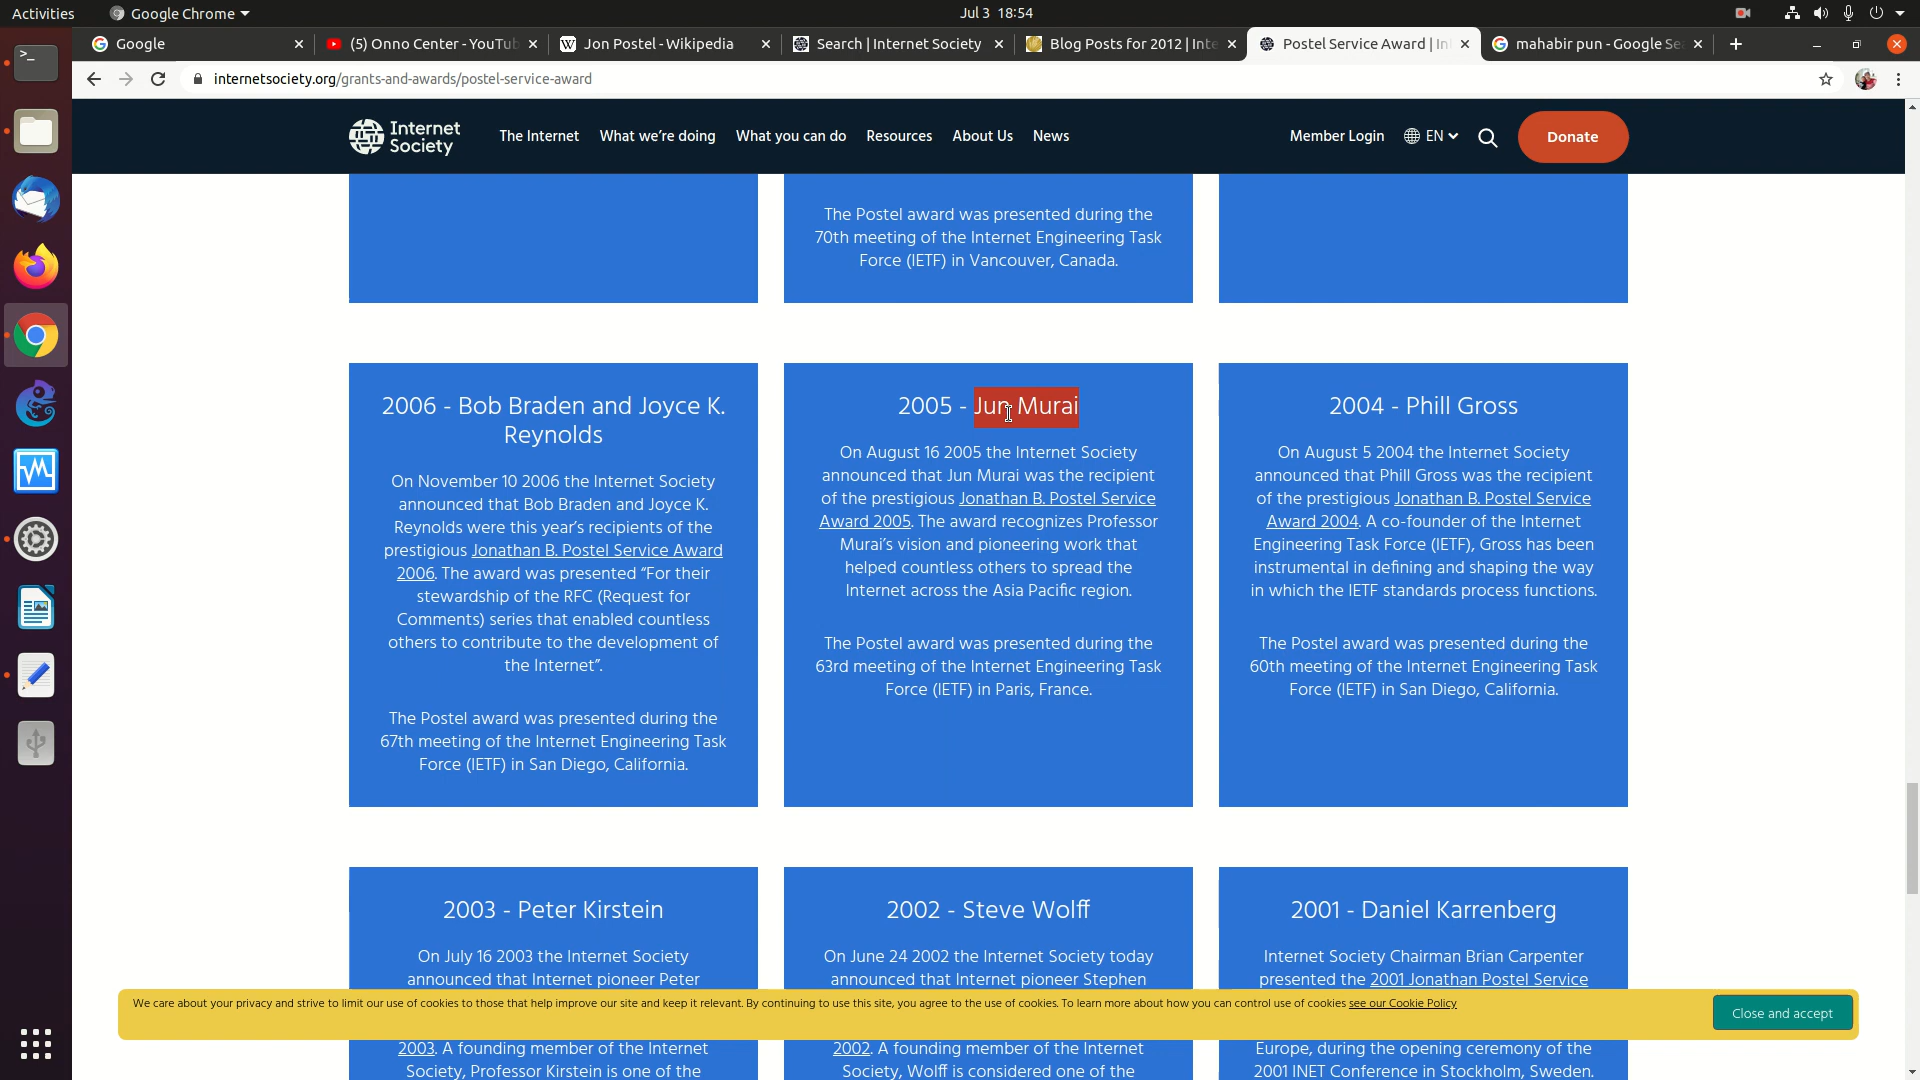 Activities
Google Chrome
Jul 3 18:54
Google
(5) Onno Center - YouTub
Jon Postel - Wikipedia
Search | Internet Society
Blog Posts for 2012 | Inte
Postel Service Award | In
mahabir pun - Google Se
internetsociety.org/grants-and-awards/postel-service-award
Internet
Society
The Internet
What we're doing
What you can do
Resources
About Us
News
Member Login
EN
Donate
The Postel award was presented during the
70th meeting of the Internet Engineering Task
Force (IETF) in Vancouver, Canada.
2006 - Bob Braden and Joyce K.
Reynolds
On November 10 2006 the Internet Society
announced that Bob Braden and Joyce K.
Reynolds were this year's recipients of the
prestigious Jonathan B. Postel Service Award
2006. The award was presented “For their
stewardship of the RFC (Request for
Comments) series that enabled countless
others to contribute to the development of
the Internet”.
The Postel award was presented during the
67th meeting of the Internet Engineering Task
Force (IETF) in San Diego, California.
2005 - Jun Murai
On August 16 2005 the Internet Society
announced that Jun Murai was the recipient
of the prestigious Jonathan B. Postel Service
Award 2005. The award recognizes Professor
Murai's vision and pioneering work that
helped countless others to spread the
Internet across the Asia Pacific region.
The Postel award was presented during the
63rd meeting of the Internet Engineering Task
Force (IETF) in Paris, France.
2004 - Phill Gross
On August 5 2004 the Internet Society
announced that Phill Gross was the recipient
of the prestigious Jonathan B. Postel Service
Award 2004. A co-founder of the Internet
Engineering Task Force (IETF), Gross has been
instrumental in defining and shaping the way
in which the IETF standards process functions.
The Postel award was presented during the
60th meeting of the Internet Engineering Task
Force (IETF) in San Diego, California.
2003 - Peter Kirstein
On July 16 2003 the Internet Society
announced that Internet pioneer Peter
2003. A founding member of the Internet
Society, Professor Kirstein is one of the
2002 - Steve Wolff
On June 24 2002 the Internet Society today
announced that Internet pioneer Stephen
2002. A founding member of the Internet
Society, Wolff is considered one of the
2001 - Daniel Karrenberg
Internet Society Chairman Brian Carpenter
presented the 2001 Jonathan Postel Service
Europe, during the opening ceremony of the
2001 INET Conference in Stockholm, Sweden.
We care about your privacy and strive to limit our use of cookies to those that help improve our site and keep it relevant. By continuing to use this site, you agree to the use of cookies. To learn more about how you can control use of cookies see our Cookie Policy
Close and accept